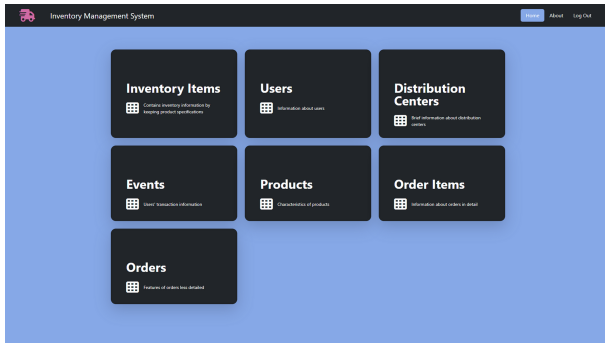 Inventory Management System
Home About Log Out
Inventory Items
Contains inventory information by
keeping product specifications
Users
Information about users
Distribution
Centers
Brief information about distribution
centers
Events
Users' transaction information
Products
Characteristics of products
Order Items
Information about orders in detail
Orders
Features of orders less detailed